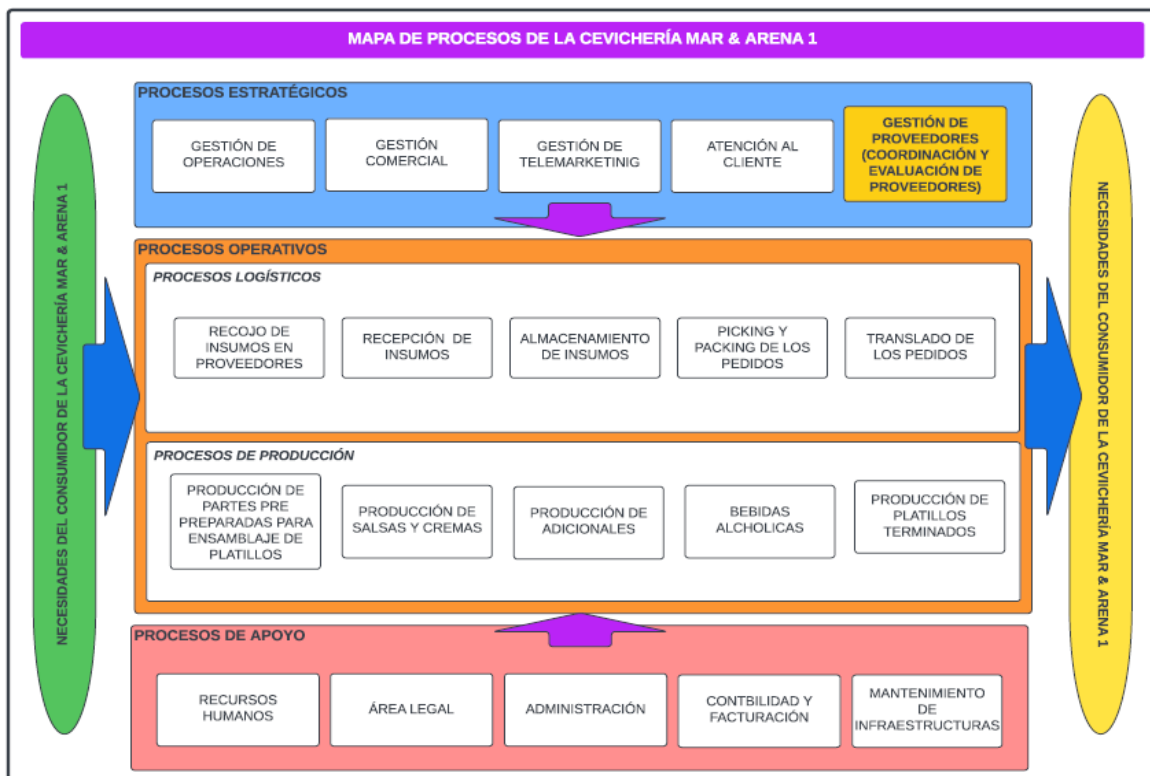 MAPA DE PROCESOS DE LA CEVICHERÍA MAR & ARENA 1
NECESIDADES DEL CONSUMIDOR DE LA CEVICHERÍA MAR & ARENA 1
PROCESOS ESTRATÉGICOS
GESTIÓN DE
OPERACIONES
GESTIÓN
COMERCIAL
GESTIÓN DE
TELEMARKETINIG
ATENCIÓN AL
CLIENTE
GESTIÓN DE
PROVEEDORES
(COORDINACIÓN Y
EVALUACIÓN DE
PROVEEDORES)
PROCESOS OPERATIVOS
PROCESOS LOGÍSTICOS
RECOJO DE
INSUMOS EN
PROVEEDORES
RECEPCIÓN DE
INSUMOS
ALMACENAMIENTO
DE INSUMOS
PICKING Y
PACKING DE LOS
PEDIDOS
TRANSLADO DE
LOS PEDIDOS
PROCESOS DE PRODUCCIÓN
PRODUCCIÓN DE
PARTES PRE
PREPARADAS PARA
ENSAMBLAJE DE
PLATILLOS
PRODUCCIÓN DE
SALSAS Y CREMAS
PRODUCCIÓN DE
ADICIONALES
BEBIDAS
ALCHOLICAS
PRODUCCIÓN DE
PLATILLOS
TERMINADOS
PROCESOS DE APOYO
RECURSOS
HUMANOS
ÁREA LEGAL
ADMINISTRACIÓN
CONTBILIDAD Y
FACTURACIÓN
MANTENIMIENTO
DE
INFRAESTRUCTURAS
NECESIDADES DEL CONSUMIDOR DE LA CEVIICHERÍA MAR & ARENA 1